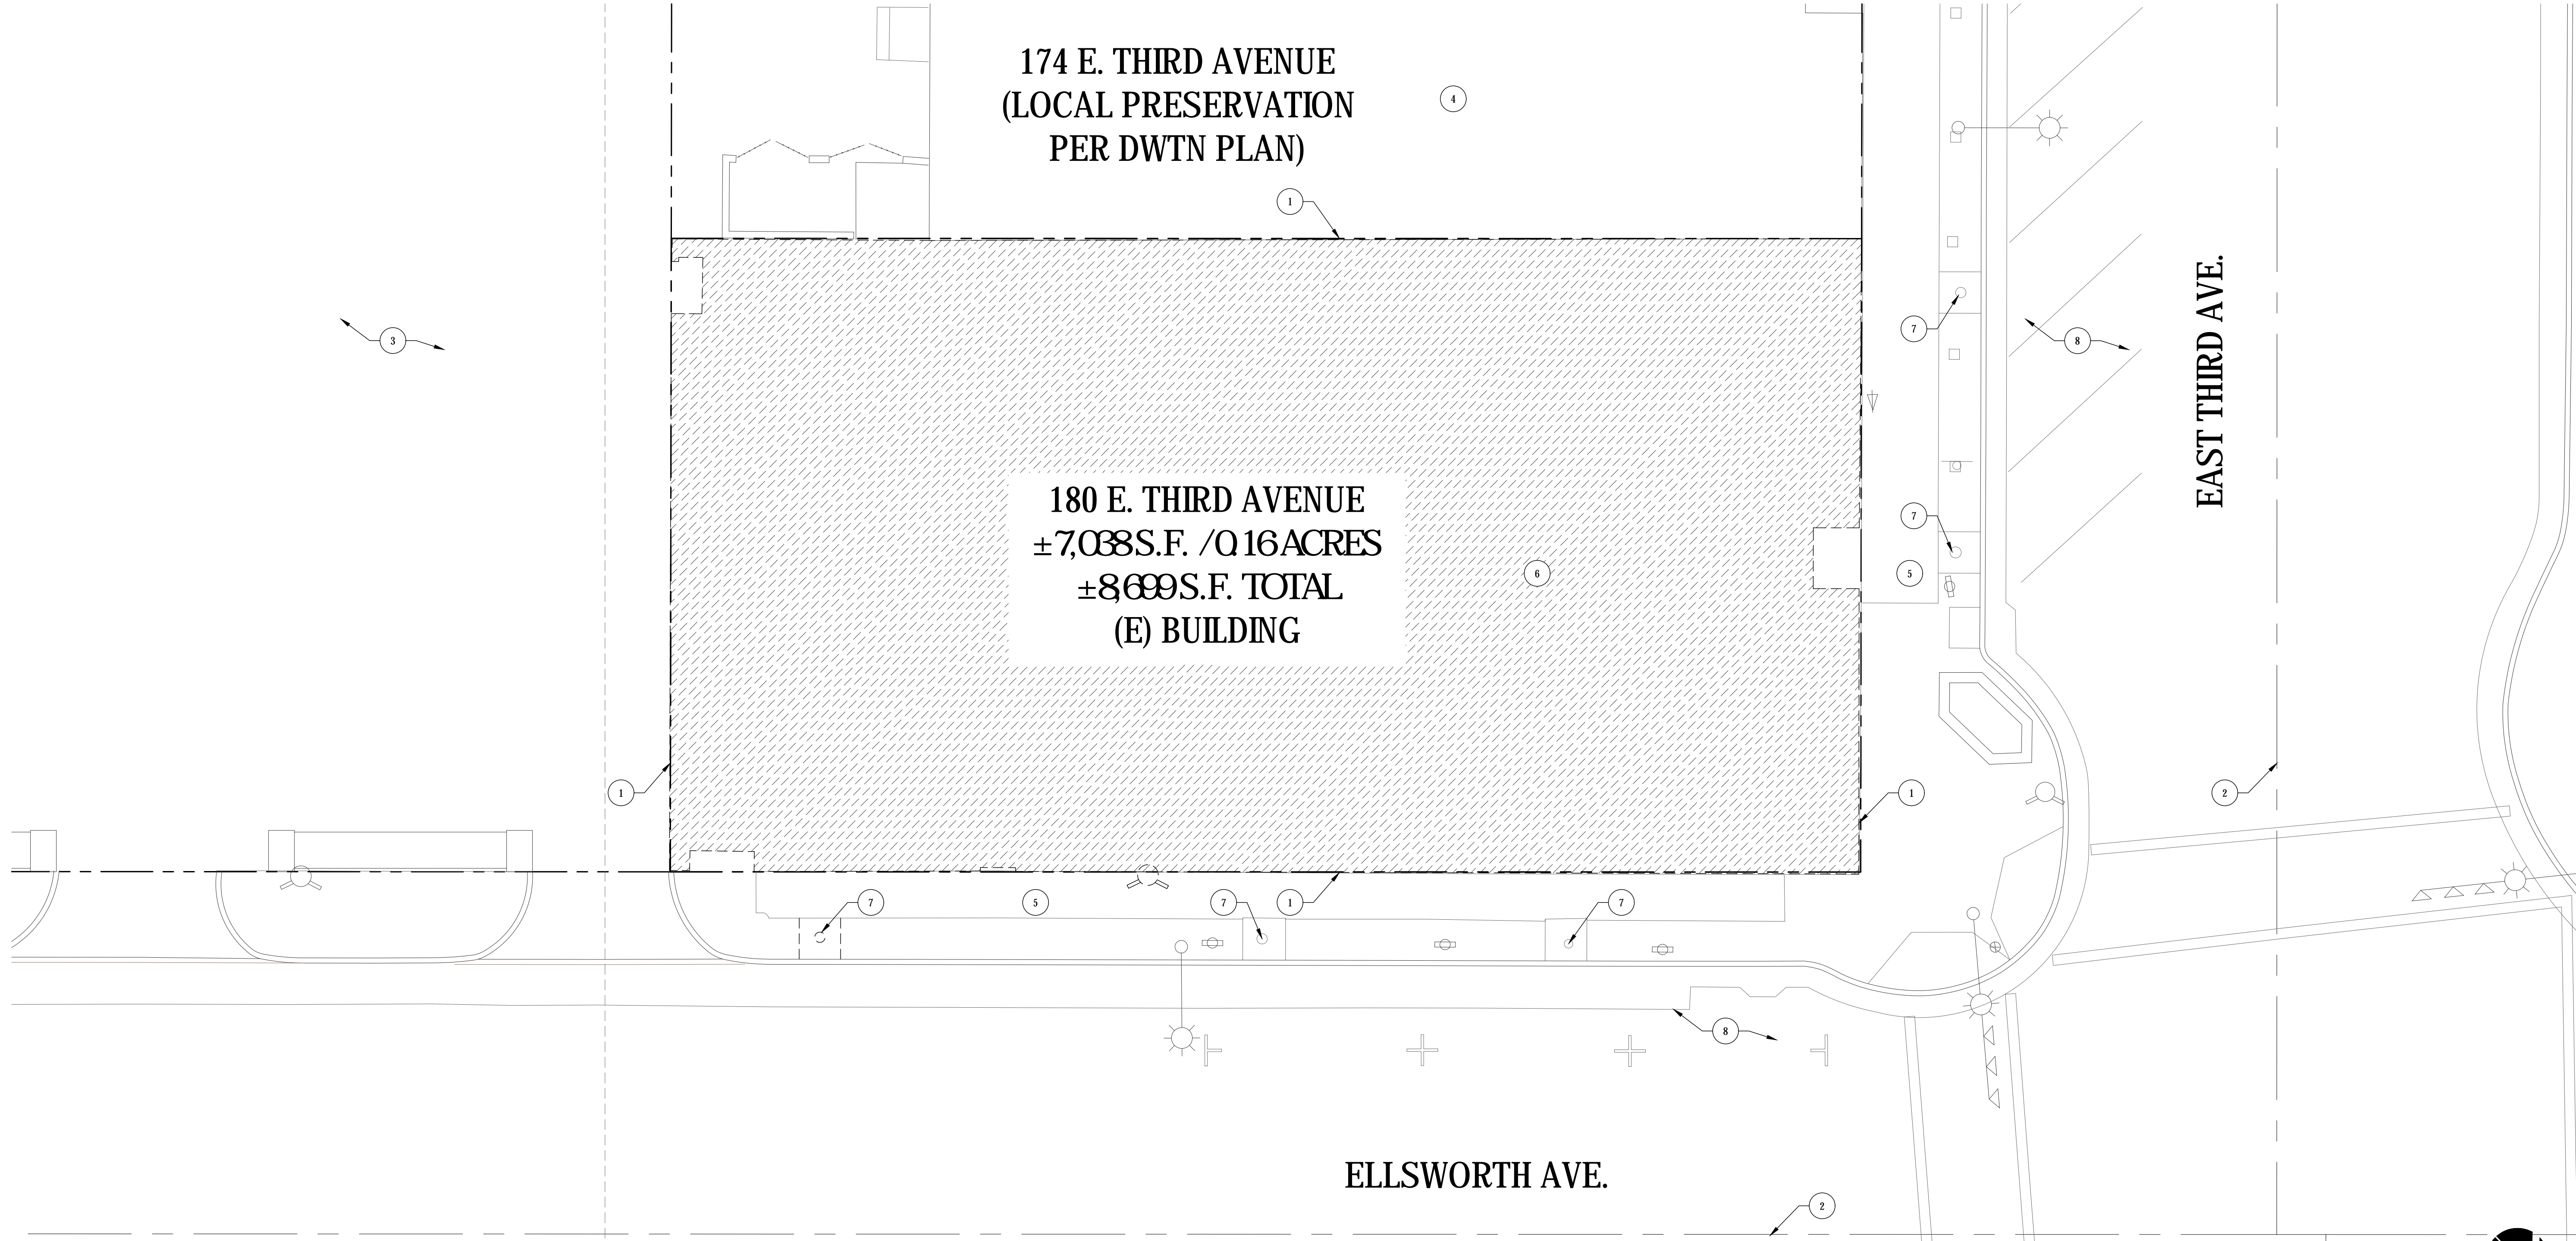 174 E. THIRD AVENUE
(LOCAL PRESERVATION
PER DWTN PLAN)
4
1
3
7
8
EAST THIRD AVE.
180 E. THIRD AVENUE
±7,038 S.F. / 0.16 ACRES
±8,699 S.F. TOTAL
(E) BUILDING
6
7
5
1
1
2
7
5
7
1
7
8
ELLSWORTH AVE.
2